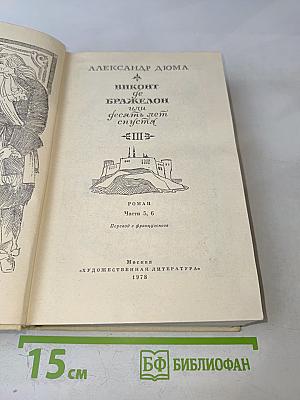 АЛЕКСАНДР ДЮМА
ВИКОНТ
де
БРАЖЕЛОН
или
десять лет
спустя
III
РОМАН
Части 5, 6
Перевод с французского
Москва
«ХУДОЖЕСТВЕННАЯ ЛИТЕРАТУРА»
1978
15 см
БФ БИБЛИОФАН